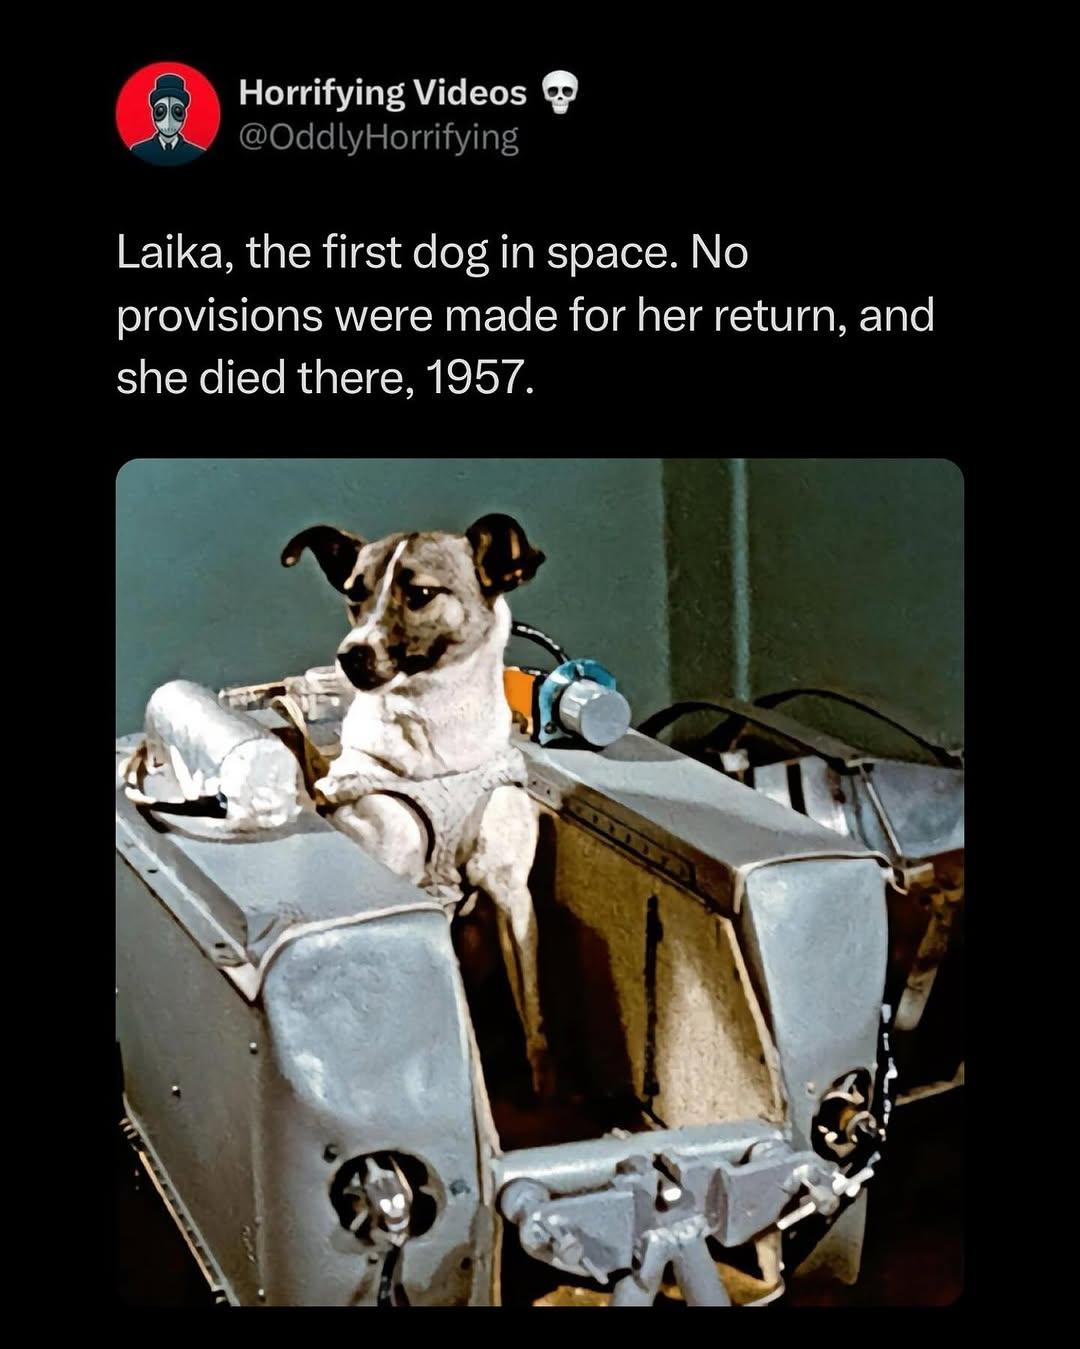 Horrifying Videos 💀
@OddlyHorrifying
Laika, the first dog in space. No
provisions were made for her return, and
she died there, 1957.